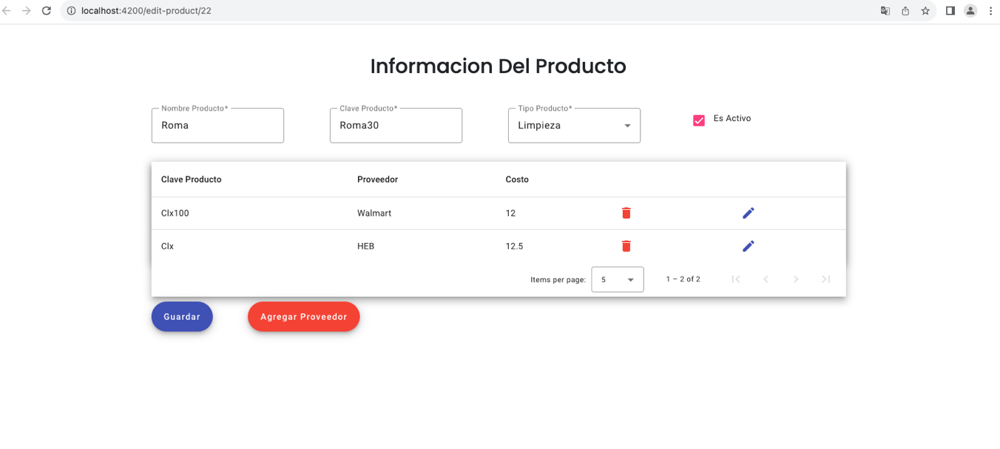 localhost:4200/edit-product/22
Informacion Del Producto
Nombre Producto* Clave Producto* Tipo Producto*
Roma Roma30 Limpieza Es Activo
Clave Producto Proveedor Costo
Clx100 Walmart 12
Clx HEB 12.5
Items per page: 5 1 – 2 of 2
Guardar Agregar Proveedor